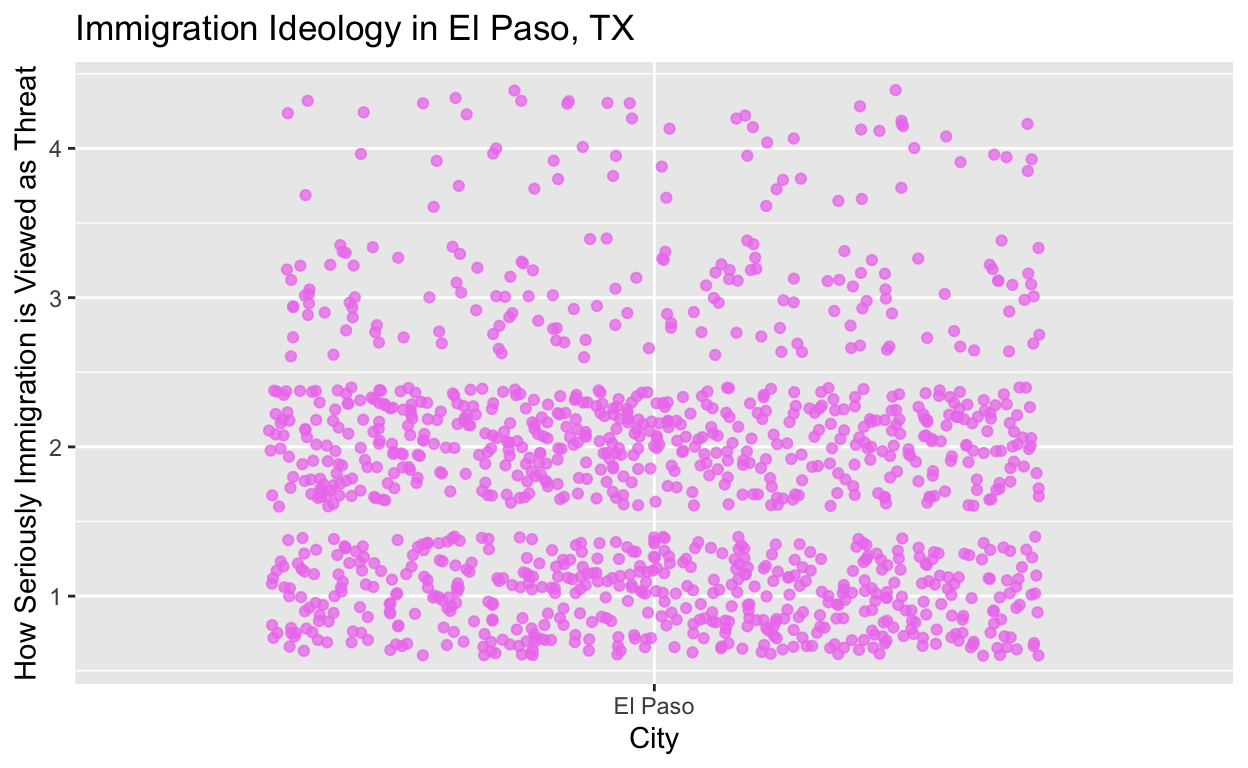 Immigration Ideology in El Paso, TX
How Seriously Immigration is Viewed as Threat
4
3
2
1
El Paso
City